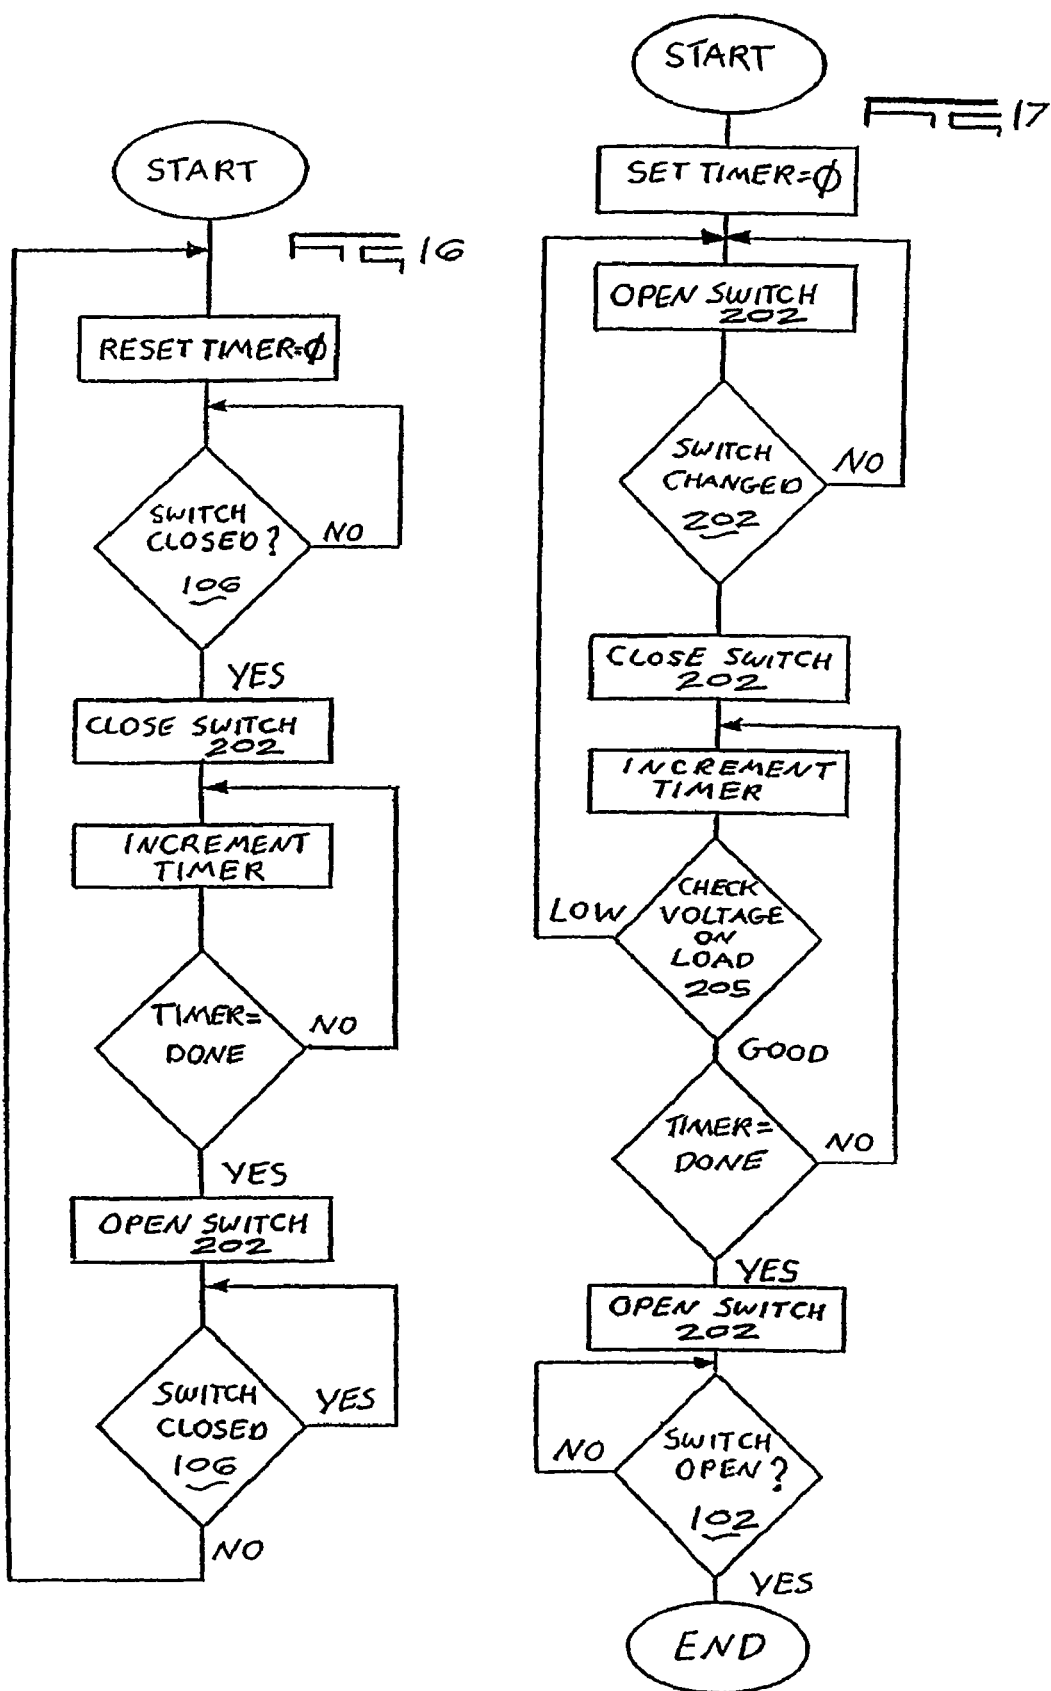 START
FIG 16
RESET TIMER=Ø
SWITCH
CLOSED?
106
NO
YES
CLOSE SWITCH
202
INCREMENT
TIMER
TIMER=
DONE
NO
YES
OPEN SWITCH
202
SWITCH
CLOSED
106
YES
NO
START
FIG 17
SET TIMER=Ø
OPEN SWITCH
202
SWITCH
CHANGED
202
NO
CLOSE SWITCH
202
INCREMENT
TIMER
CHECK
VOLTAGE
ON
LOAD
205
LOW
GOOD
TIMER=
DONE
NO
YES
OPEN SWITCH
202
SWITCH
OPEN?
102
NO
YES
END